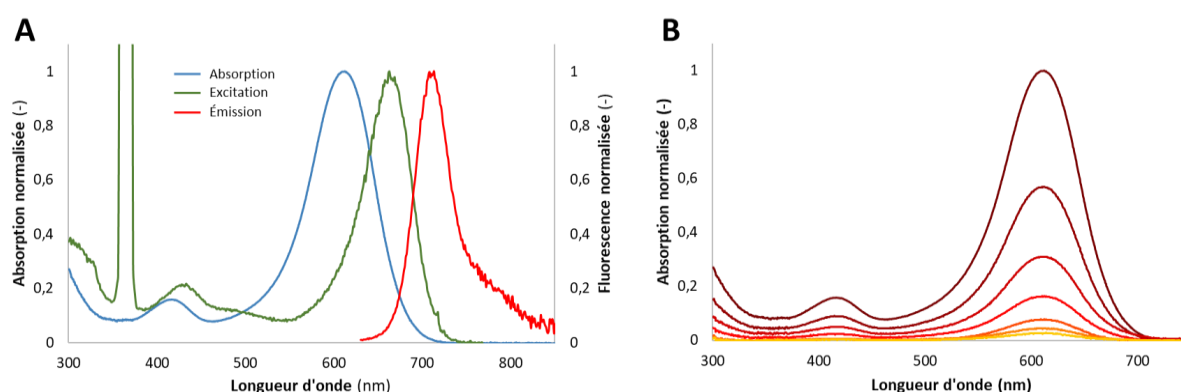 A
Absorption normalisée (-)
1
0,8
0,6
0,4
0,2
0
Absorption
Excitation
Émission
1
0,8
0,6
0,4
0,2
0
Fluorescence normalisée (-)
300 400 500 600 700 800
Longueur d'onde (nm)
B
Absorption normalisée (-)
1
0,8
0,6
0,4
0,2
0
300 400 500 600 700
Longueur d'onde (nm)